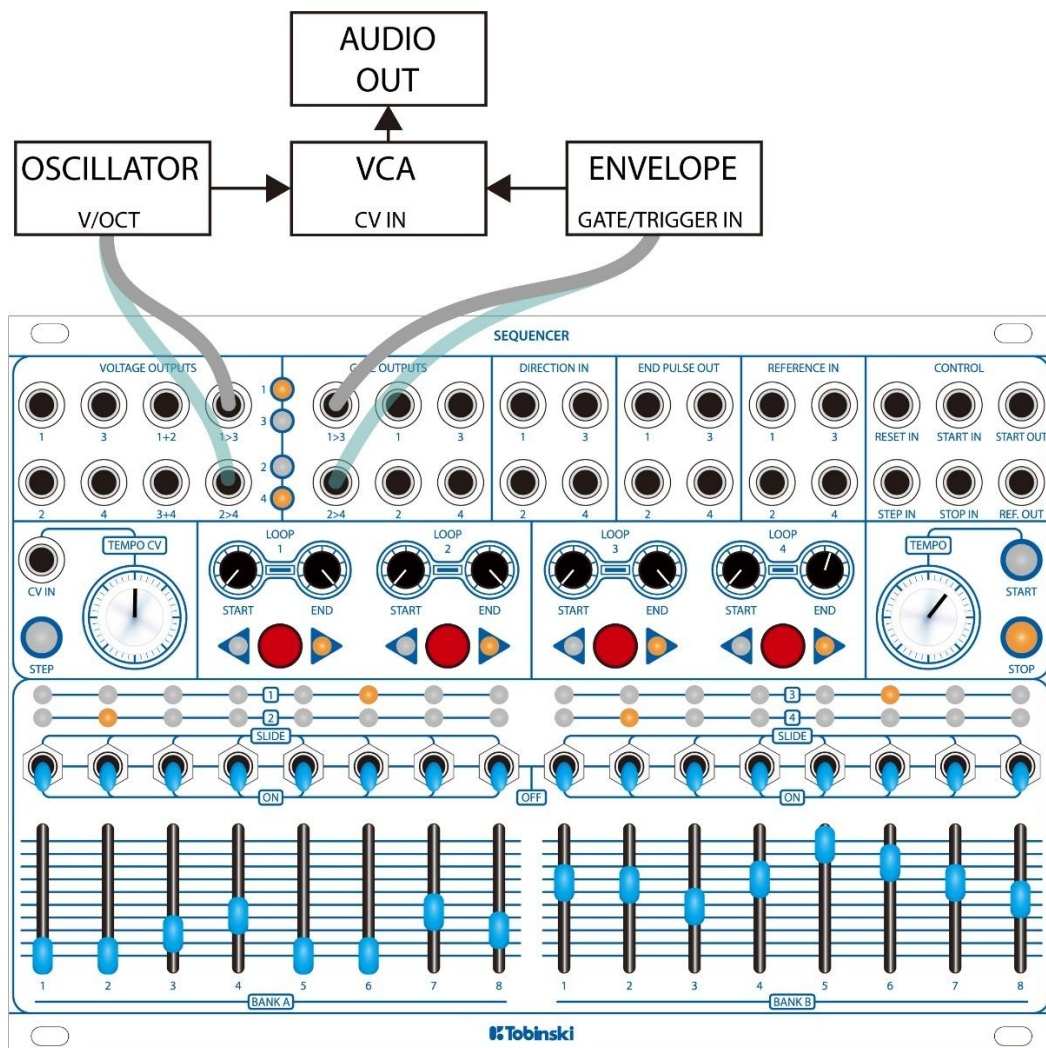 AUDIO
OUT
OSCILLATOR
V/OCT
VCA
CV IN
ENVELOPE
GATE/TRIGGER IN
SEQUENCER
VOLTAGE OUTPUTS
OUTPUTS
DIRECTION IN
END PULSE OUT
REFERENCE IN
CONTROL
1 3 1+2 1>3
1
3
1>3 1 3
1 3
1 3
1 3
RESET IN START IN START OUT
2 4 3+4 2>4
2
4
2>4 2 4
2 4
2 4
2 4
STEP IN STOP IN REF. OUT
TEMPO CV
CV IN
STEP
LOOP
1
START END
LOOP
2
START END
LOOP
3
START END
LOOP
4
START END
TEMPO
START
STOP
1
2
3
4
SLIDE
SLIDE
ON
OFF
ON
1 2 3 4 5 6 7 8
BANK A
1 2 3 4 5 6 7 8
BANK B
Tobinski